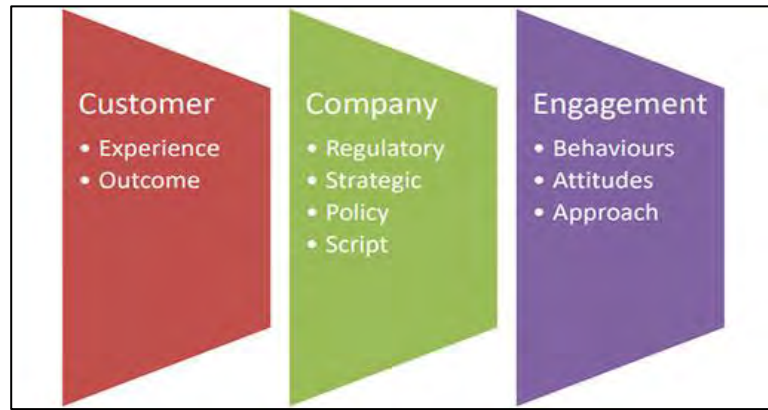 Customer
• Experience
• Outcome
Company
• Regulatory
• Strategic
• Policy
• Script
Engagement
• Behaviours
• Attitudes
• Approach